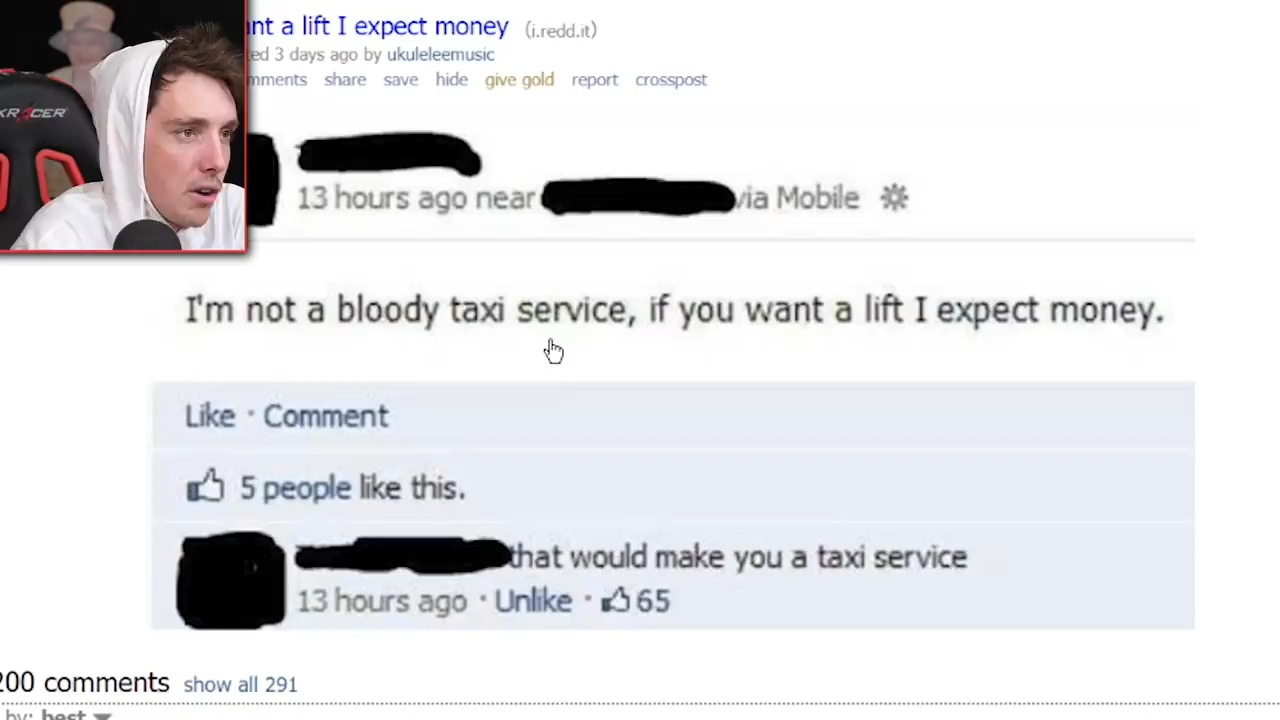 nt a lift I expect money (i.redd.it)
ed 3 days ago by ukuleleemusic
mments share save hide give gold report crosspost
13 hours ago near via Mobile
I'm not a bloody taxi service, if you want a lift I expect money.
Like · Comment
5 people like this.
that would make you a taxi service
13 hours ago · Unlike · 65
200 comments show all 291
by: best